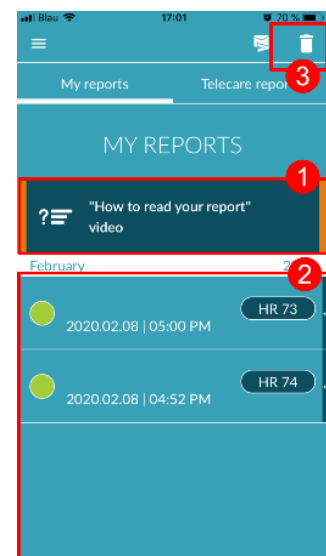 Blau 17:01 70 %
My reports Telecare repor
3
MY REPORTS
1
"How to read your report"
?
video
February 2
2
HR 73
2020.02.08 | 05:00 PM
HR 74
2020.02.08 | 04:52 PM